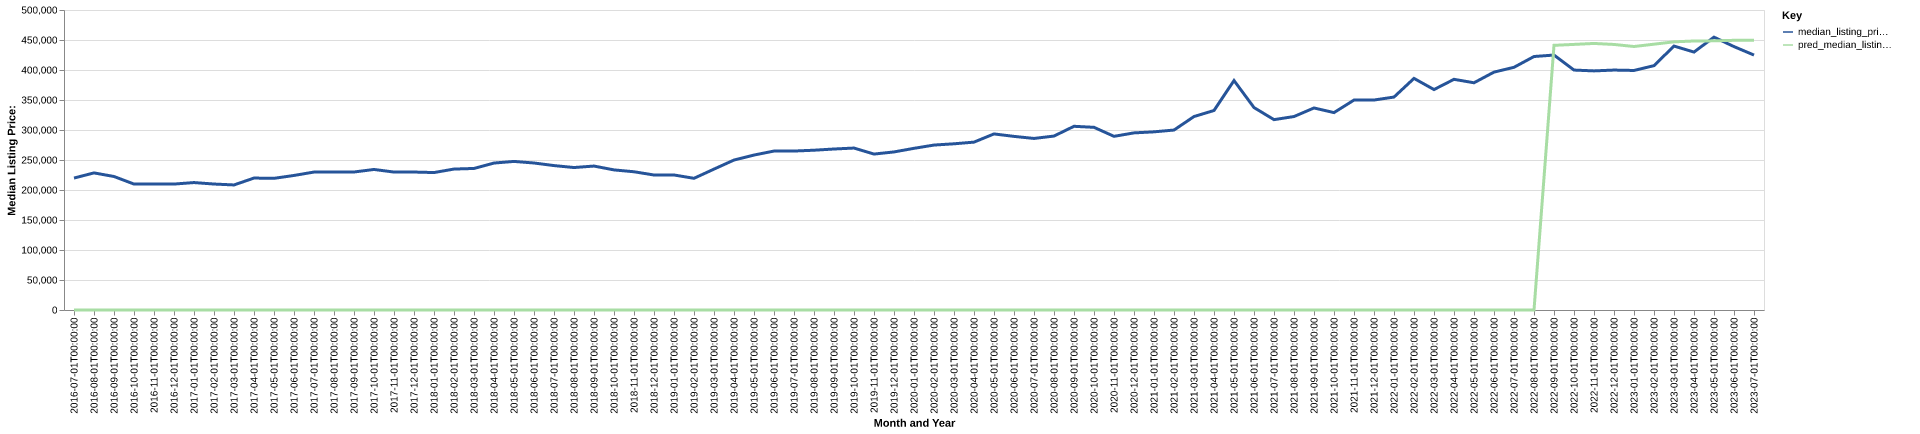 500,000
450,000
400,000
350,000
300,000
250,000
200,000
150,000
100,000
50,000
0
Median Listing Price:
2016-07-01T00:00:00
2016-08-01T00:00:00
2016-09-01T00:00:00
2016-10-01T00:00:00
2016-11-01T00:00:00
2016-12-01T00:00:00
2017-01-01T00:00:00
2017-02-01T00:00:00
2017-03-01T00:00:00
2017-04-01T00:00:00
2017-05-01T00:00:00
2017-06-01T00:00:00
2017-07-01T00:00:00
2017-08-01T00:00:00
2017-09-01T00:00:00
2017-10-01T00:00:00
2017-11-01T00:00:00
2017-12-01T00:00:00
2018-01-01T00:00:00
2018-02-01T00:00:00
2018-03-01T00:00:00
2018-04-01T00:00:00
2018-05-01T00:00:00
2018-06-01T00:00:00
2018-07-01T00:00:00
2018-08-01T00:00:00
2018-09-01T00:00:00
2018-10-01T00:00:00
2018-11-01T00:00:00
2018-12-01T00:00:00
2019-01-01T00:00:00
2019-02-01T00:00:00
2019-03-01T00:00:00
2019-04-01T00:00:00
2019-05-01T00:00:00
2019-06-01T00:00:00
2019-07-01T00:00:00
2019-08-01T00:00:00
2019-09-01T00:00:00
2019-10-01T00:00:00
2019-11-01T00:00:00
2019-12-01T00:00:00
2020-01-01T00:00:00
2020-02-01T00:00:00
2020-03-01T00:00:00
2020-04-01T00:00:00
2020-05-01T00:00:00
2020-06-01T00:00:00
2020-07-01T00:00:00
2020-08-01T00:00:00
2020-09-01T00:00:00
2020-10-01T00:00:00
2020-11-01T00:00:00
2020-12-01T00:00:00
2021-01-01T00:00:00
2021-02-01T00:00:00
2021-03-01T00:00:00
2021-04-01T00:00:00
2021-05-01T00:00:00
2021-06-01T00:00:00
2021-07-01T00:00:00
2021-08-01T00:00:00
2021-09-01T00:00:00
2021-10-01T00:00:00
2021-11-01T00:00:00
2021-12-01T00:00:00
2022-01-01T00:00:00
2022-02-01T00:00:00
2022-03-01T00:00:00
2022-04-01T00:00:00
2022-05-01T00:00:00
2022-06-01T00:00:00
2022-07-01T00:00:00
2022-08-01T00:00:00
2022-09-01T00:00:00
2022-10-01T00:00:00
2022-11-01T00:00:00
2022-12-01T00:00:00
2023-01-01T00:00:00
2023-02-01T00:00:00
2023-03-01T00:00:00
2023-04-01T00:00:00
2023-05-01T00:00:00
2023-06-01T00:00:00
2023-07-01T00:00:00
Month and Year
Key
median_listing_pri…
pred_median_listin…